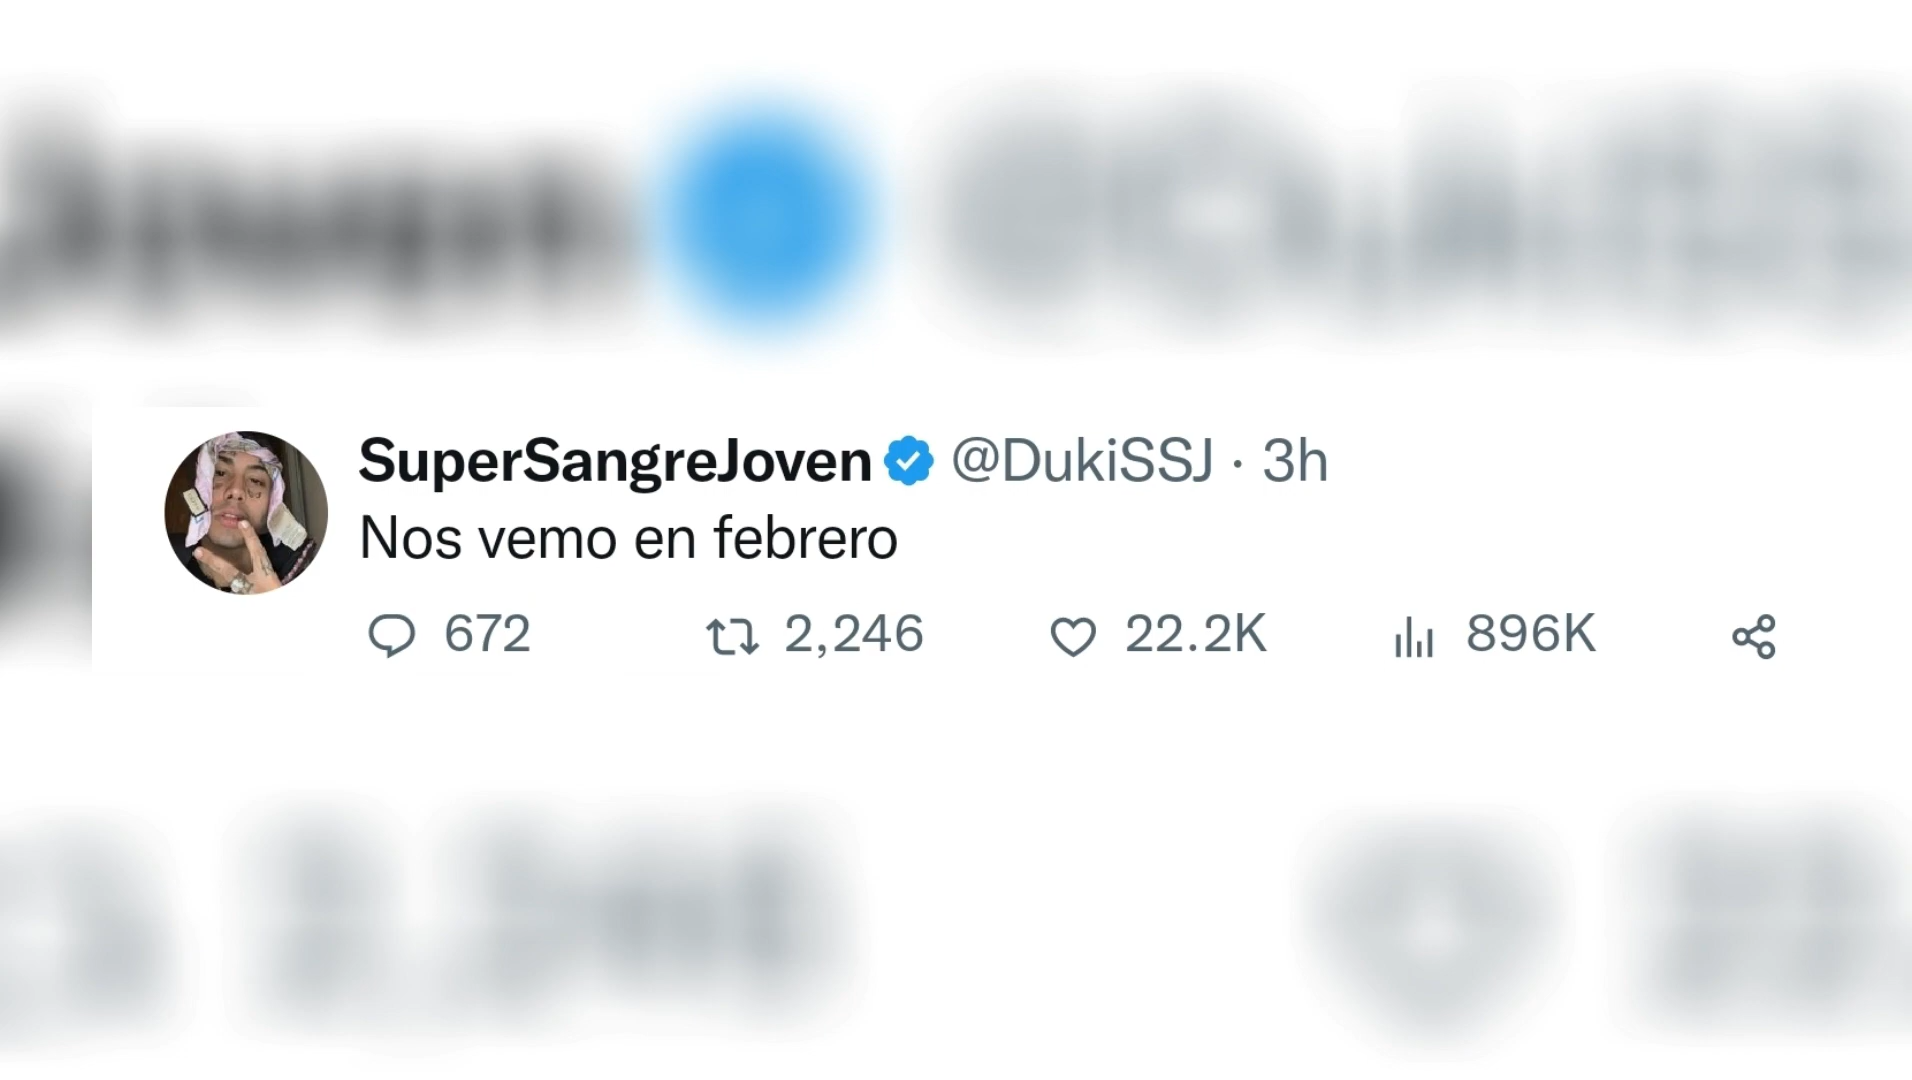 SuperSangreJoven @DukiSSJ · 3h
Nos vemo en febrero
672 2,246 22.2K 896K